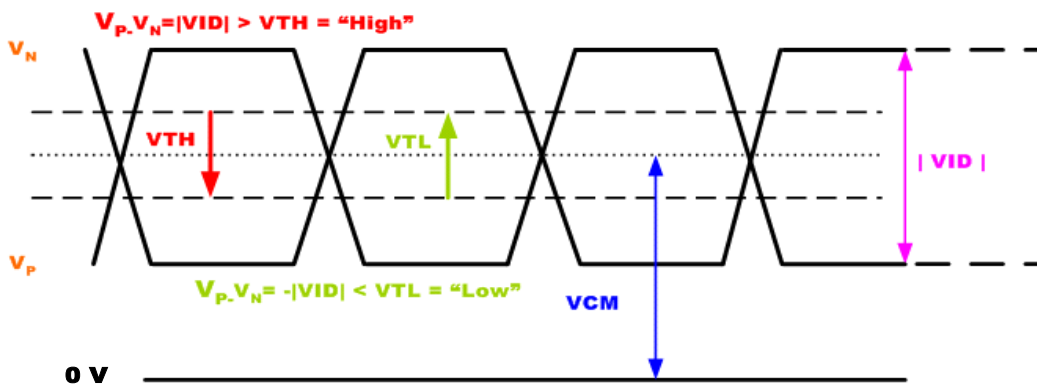 VP- VN=|VID| > VTH = “High”
VN
VTH
VTL
| VID |
VP
VP- VN= -|VID| < VTL = “Low”
VCM
0 V